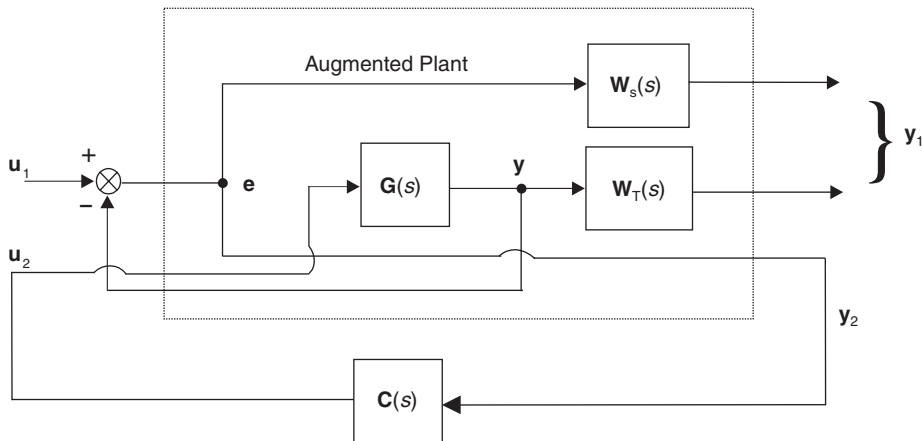 Augmented Plant
W_s(s)
y_1
u_1
+
−
e
G(s)
y
W_T(s)
u_2
y_2
C(s)